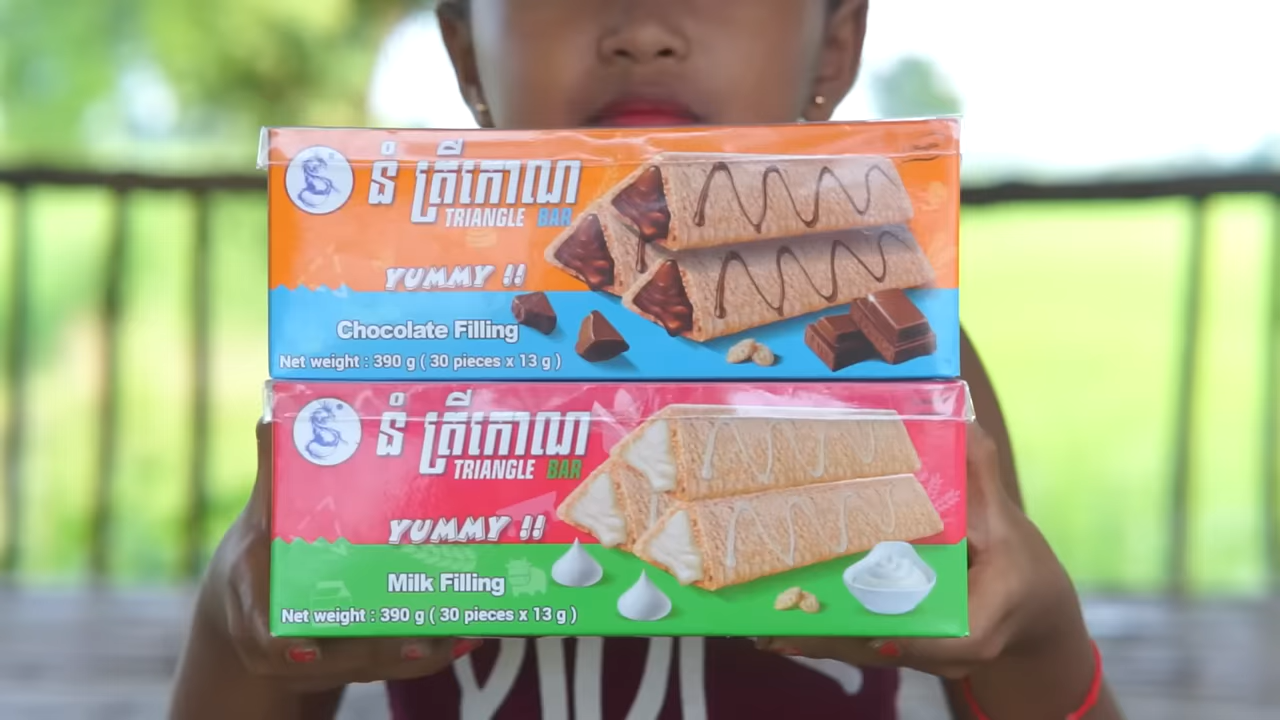 នំ ត្រីកោណ
TRIANGLE BAR
YUMMY !!
Chocolate Filling
Net weight : 390 g ( 30 pieces x 13 g )
នំ ត្រីកោណ
TRIANGLE BAR
YUMMY !!
Milk Filling
Net weight : 390 g ( 30 pieces x 13 g )